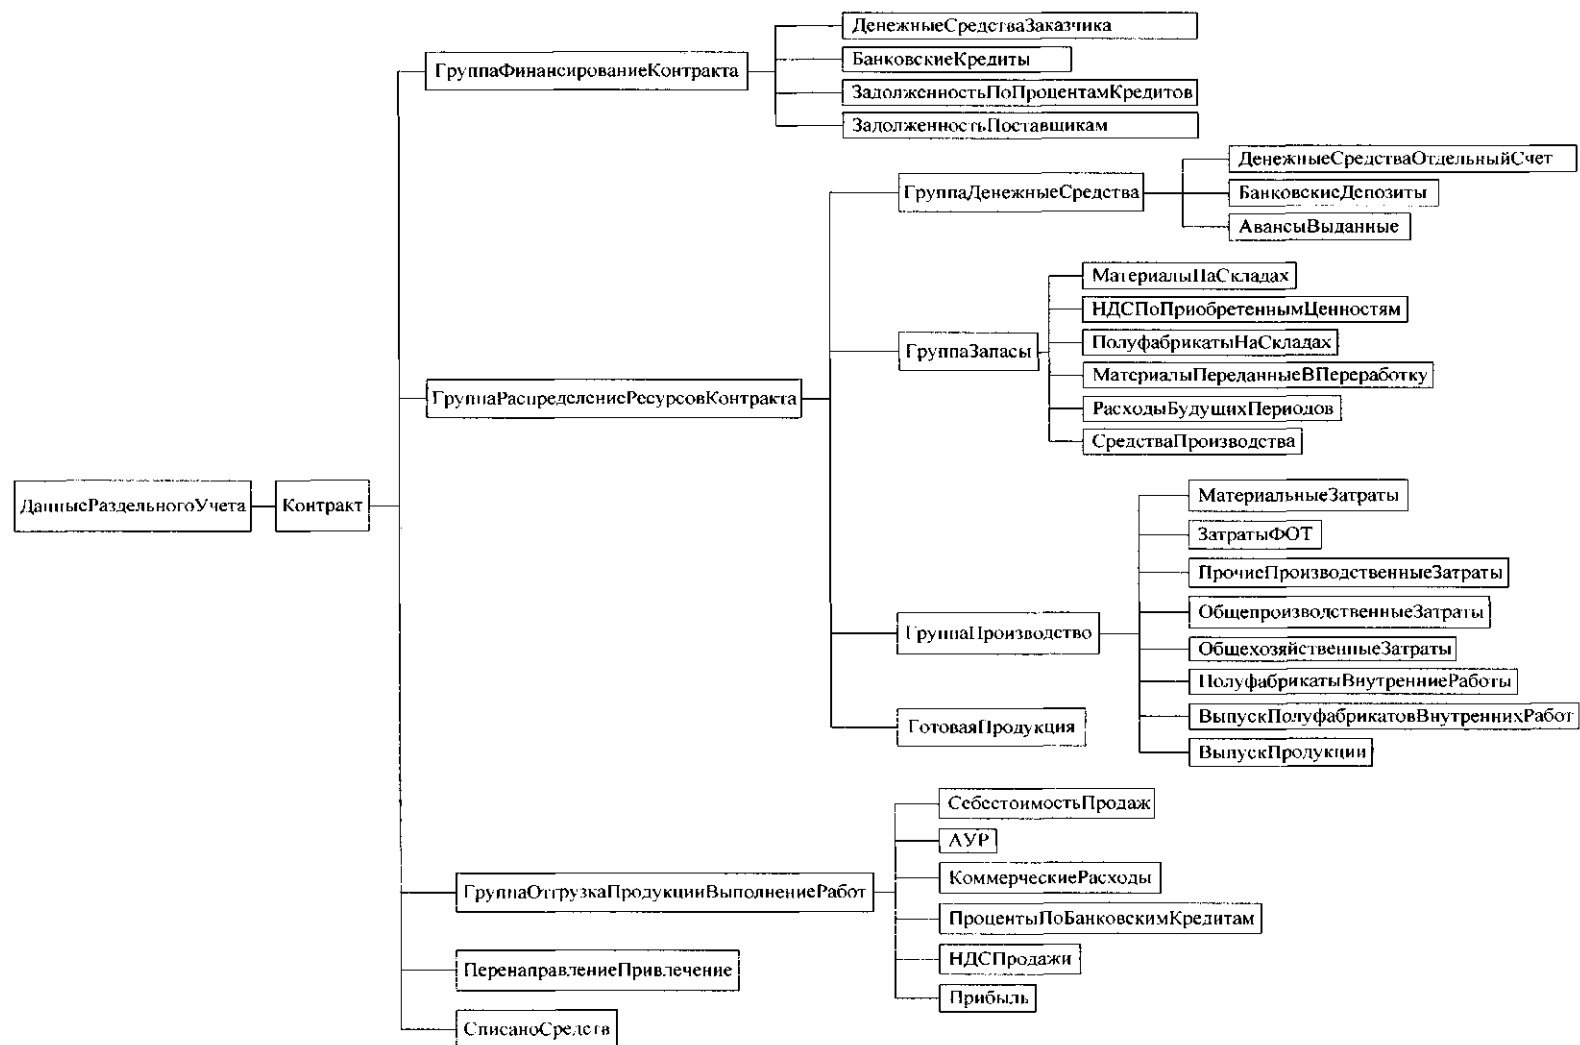 ДанныеРаздельногоУчета
Контракт
ГруппаФинансированиеКонтракта
ДенежныеСредстваЗаказчика
БанковскиеКредиты
ЗадолженностьПоПроцентамКредитов
ЗадолженностьПоставщикам
ГруппаРаспределениеРесурсовКонтракта
ГруппаДенежныеСредства
ДенежныеСредстваОтдельныйСчет
БанковскиеДепозиты
АвансыВыданные
ГруппаЗапасы
МатериалыНаСкладах
НДСПоПриобретеннымЦенностям
ПолуфабрикатыНаСкладах
МатериалыПереданныеВПереработку
РасходыБудущихПериодов
СредстваПроизводства
ГруппаПроизводство
МатериальныеЗатраты
ЗатратыФОТ
ПрочиеПроизводственныеЗатраты
ОбщепроизводственныеЗатраты
ОбщехозяйственныеЗатраты
ПолуфабрикатыВнутренниеРаботы
ВыпускПолуфабрикатовВнутреннихРабот
ВыпускПродукции
ГотоваяПродукция
ГруппаОтгрузкаПродукцииВыполнениеРабот
СебестоимостьПродаж
АУР
КоммерческиеРасходы
ПроцентыПоБанковскимКредитам
НДСПродажи
Прибыль
ПеренаправлениеПривлечение
СписаноСредств